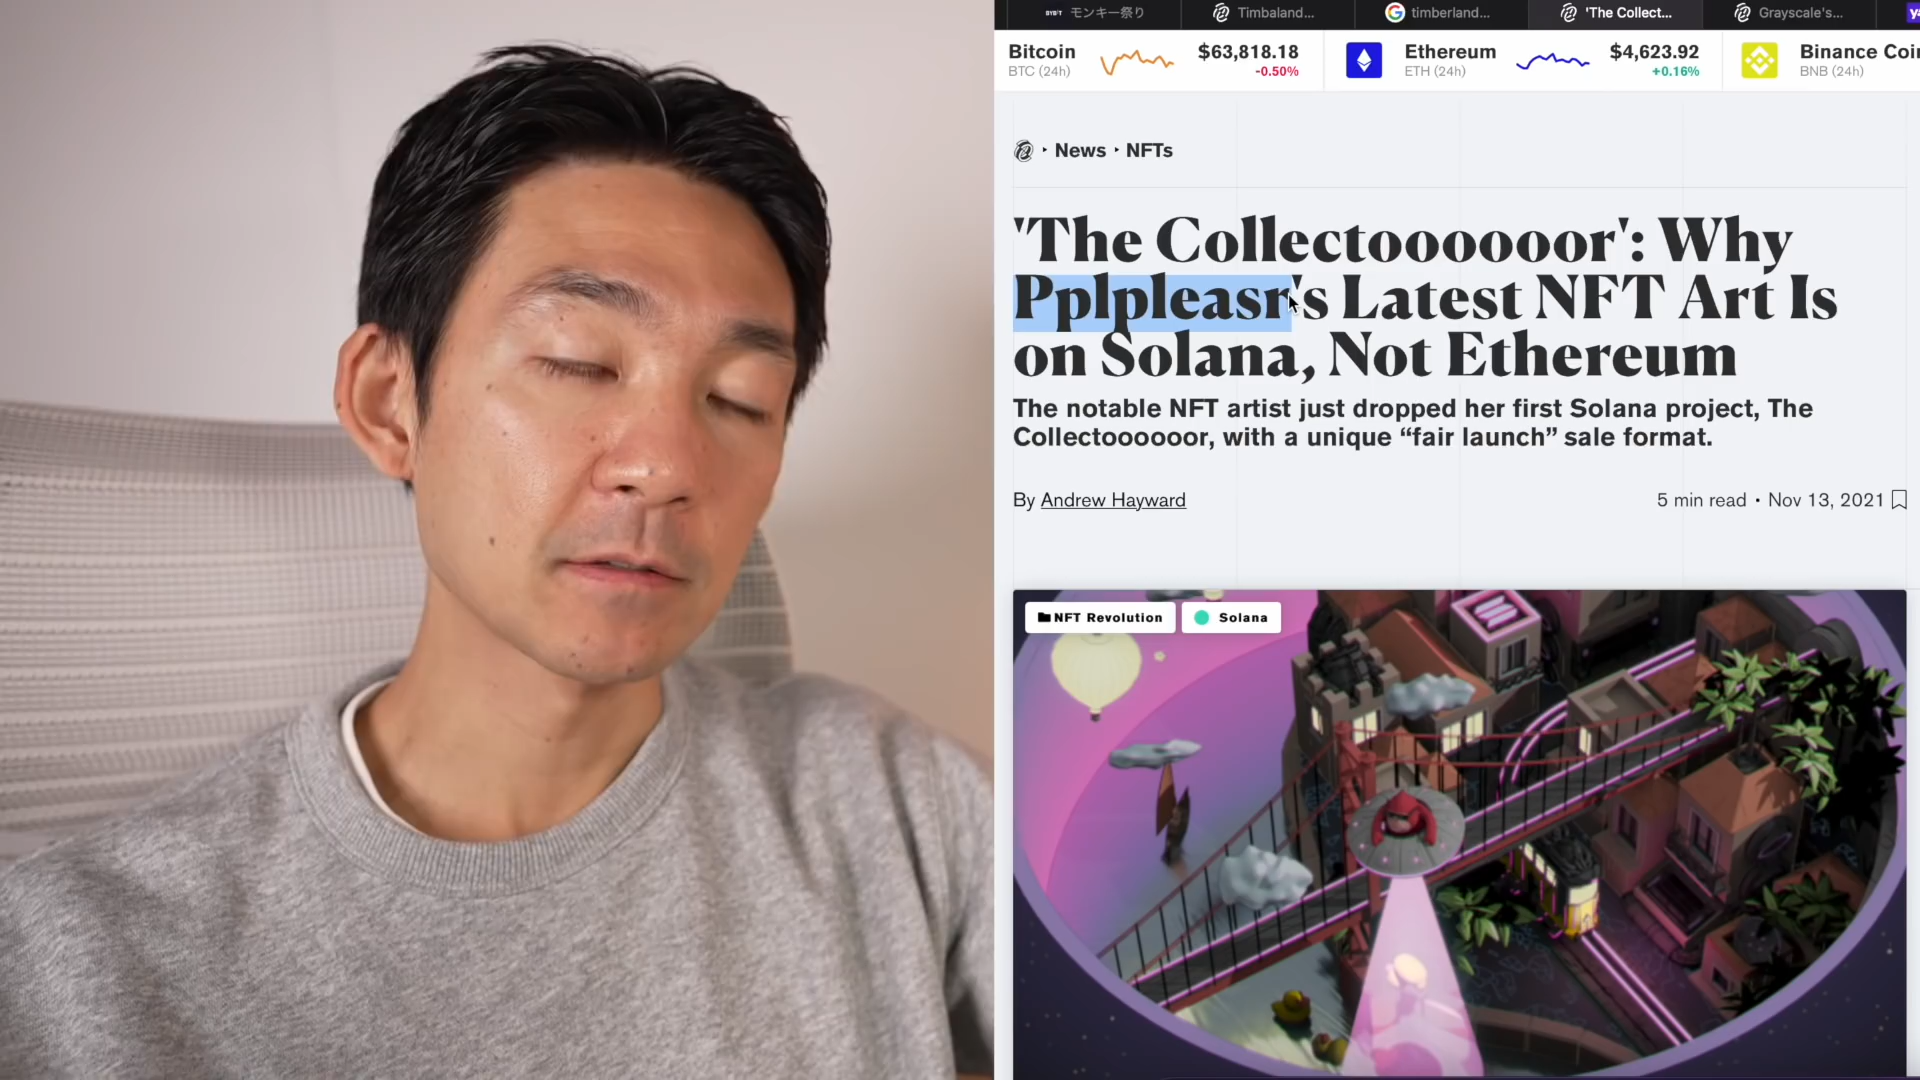 BYBIT モンキー祭り
Timbaland...
timberland...
'The Collect...
Grayscale's...
Bitcoin
BTC (24h)
$63,818.18
-0.50%
Ethereum
ETH (24h)
$4,623.92
+0.16%
Binance Coi
BNB (24h)
News
NFTs
'The Collectoooooor': Why
Pplpleasr's Latest NFT Art Is
on Solana, Not Ethereum
The notable NFT artist just dropped her first Solana project, The
Collectoooooor, with a unique “fair launch” sale format.
By Andrew Hayward
5 min read • Nov 13, 2021
NFT Revolution
Solana